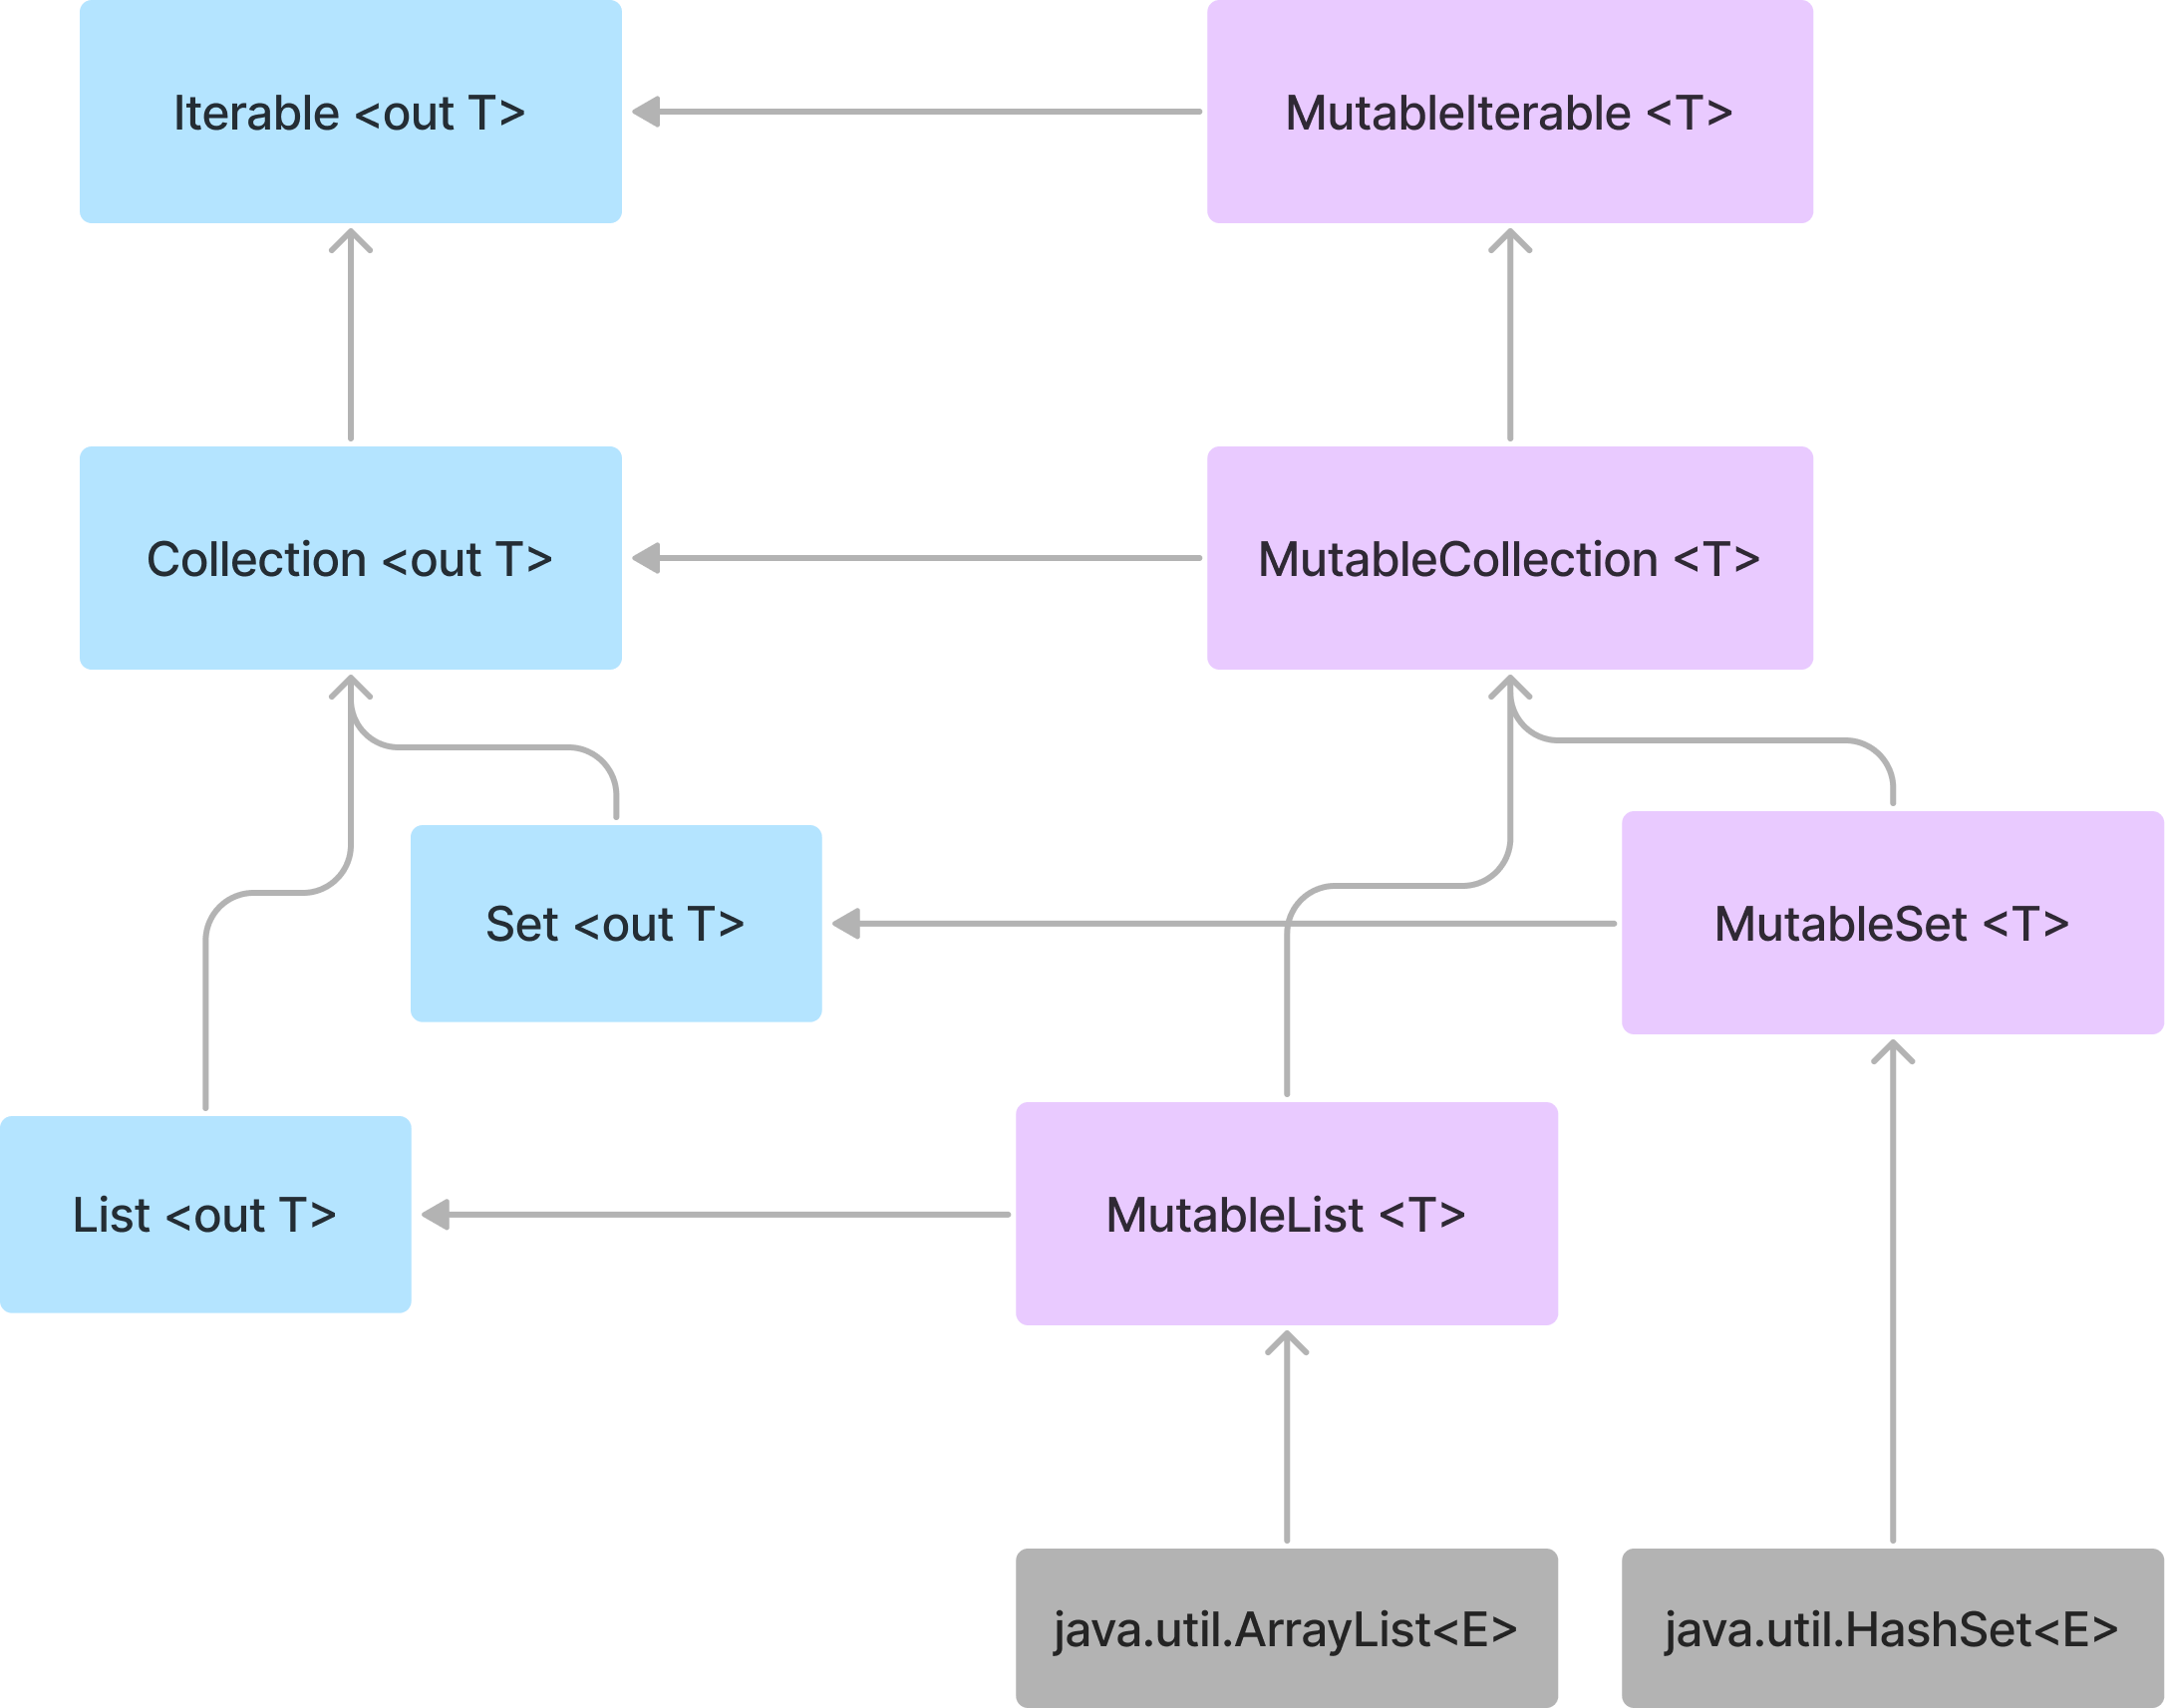 Iterable <out T>
MutableIterable <T>
Collection <out T>
MutableCollection <T>
Set <out T>
MutableSet <T>
List <out T>
MutableList <T>
java.util.ArrayList<E>
java.util.HashSet<E>